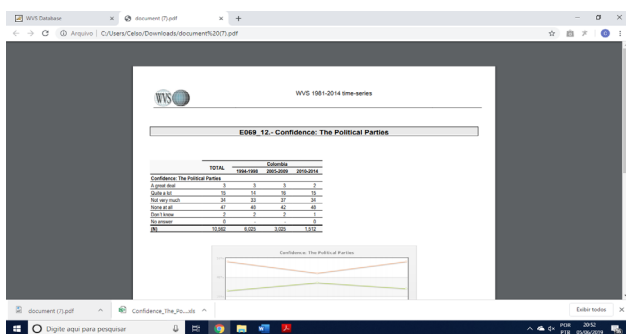 WVS Database
document (7).pdf
Arquivo | C:/Users/Celso/Downloads/document%20(7).pdf
WVS
WVS 1981-2014 time-series
E069_12.- Confidence: The Political Parties
Colombia
TOTAL 1994-1998 2005-2009 2010-2014
Confidence: The Political Parties
A great deal 3 3 3 2
Quite a lot 15 14 16 15
Not very much 34 33 37 34
None at all 47 48 42 48
Don't know 2 2 2 1
No answer 0 - - 0
(N) 10,562 6,025 3,025 1,512
Confidence: The Political Parties
document (7).pdf
Confidence_The_Po....xls
Exibir todos
Digite aqui para pesquisar
POR 20:52
PTB 05/06/2019